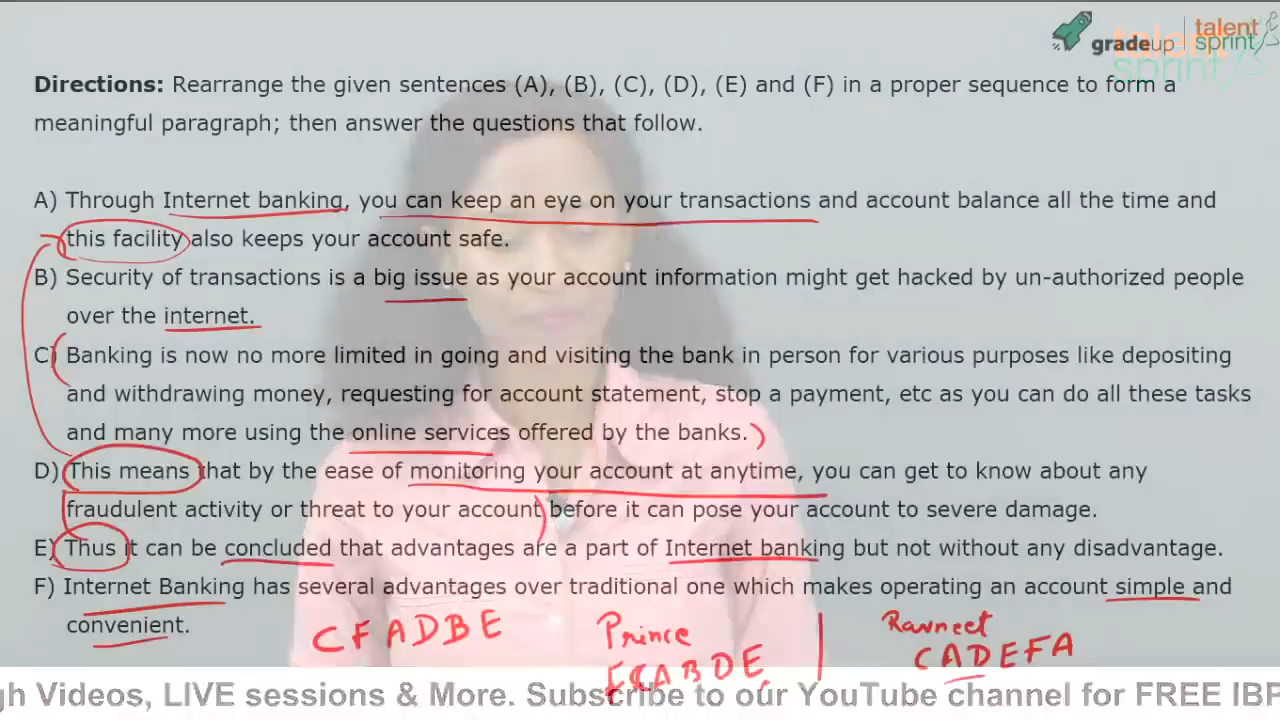 gradeup talent sprint
talent sprint
Directions: Rearrange the given sentences (A), (B), (C), (D), (E) and (F) in a proper sequence to form a
meaningful paragraph; then answer the questions that follow.
A) Through Internet banking, you can keep an eye on your transactions and account balance all the time and
this facility also keeps your account safe.
B) Security of transactions is a big issue as your account information might get hacked by un-authorized people
over the internet.
C) Banking is now no more limited in going and visiting the bank in person for various purposes like depositing
and withdrawing money, requesting for account statement, stop a payment, etc as you can do all these tasks
and many more using the online services offered by the banks.
D) This means that by the ease of monitoring your account at anytime, you can get to know about any
fraudulent activity or threat to your account before it can pose your account to severe damage.
E) Thus it can be concluded that advantages are a part of Internet banking but not without any disadvantage.
F) Internet Banking has several advantages over traditional one which makes operating an account simple and
convenient.
CFADBE Prince Ravneet
CADEFA
gh Videos, LIVE sessions & More. Subscribe to our YouTube channel for FREE IBP